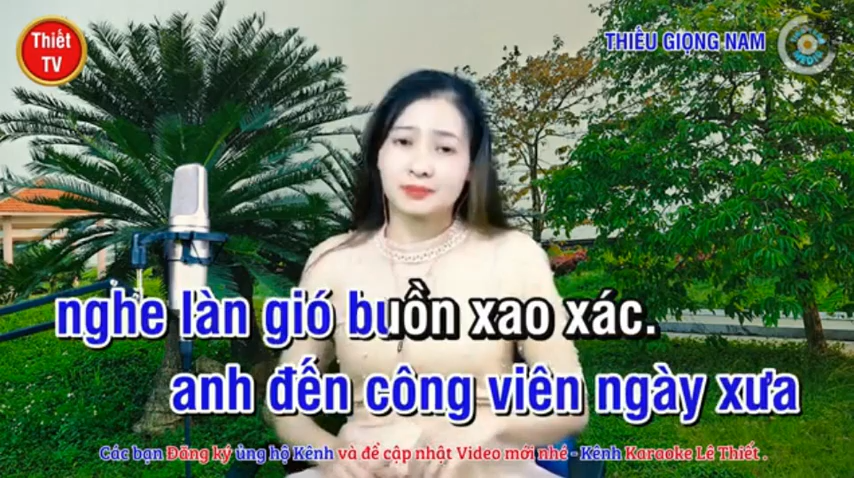 Thiết
TV
THIẾU GIỌNG NAM
MEDIA
nghe làn gió buồn xao xác.
anh đến công viên ngày xưa
Các bạn Đăng ký ủng hộ Kênh và để cập nhật Video mới nhé - Kênh Karaoke Lê Thiết .